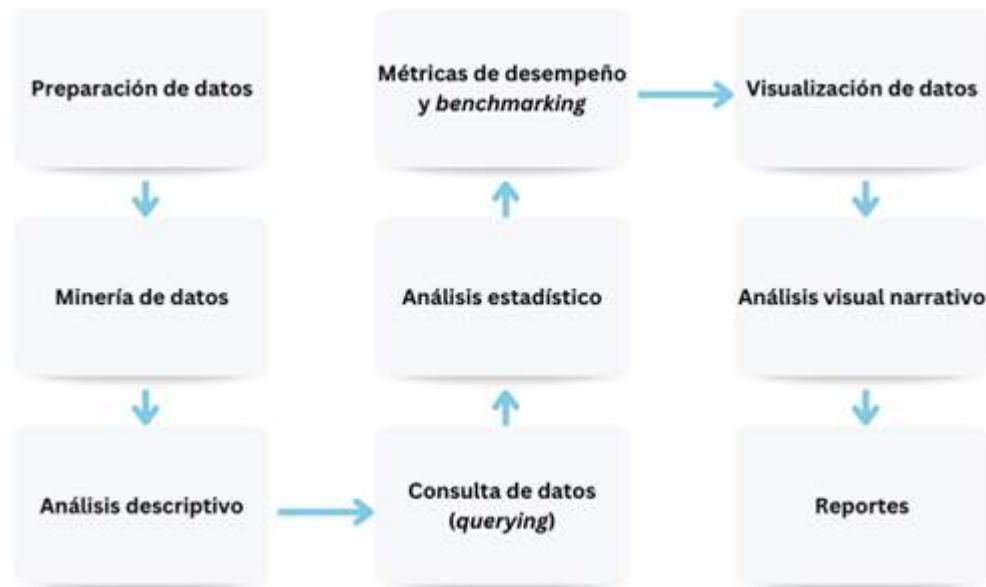 Preparación de datos
Minería de datos
Análisis descriptivo
Consulta de datos
(querying)
Análisis estadístico
Métricas de desempeño
y benchmarking
Visualización de datos
Análisis visual narrativo
Reportes